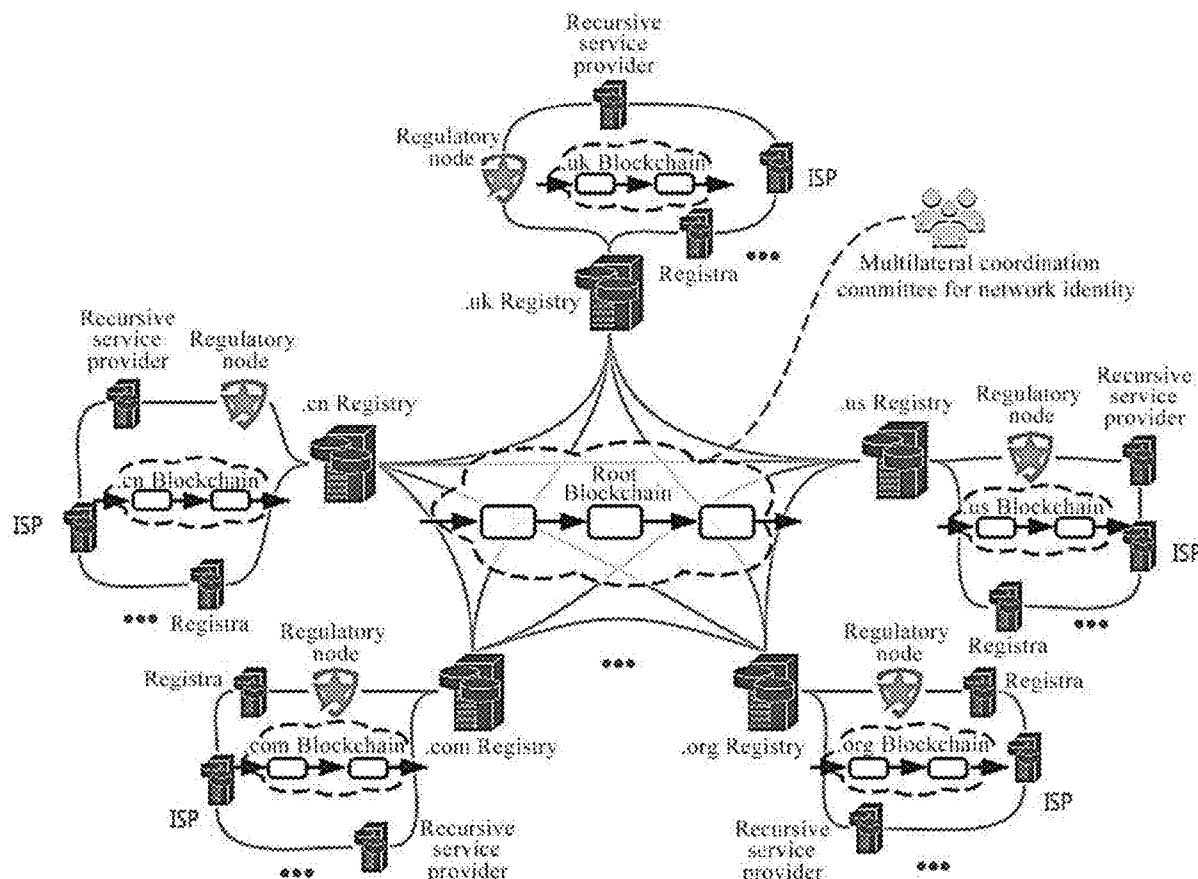 Recursive
service
provider
Regulatory
node
.uk Blockchain
ISP
Registra
•••
.uk Registry
Multilateral coordination
committee for network identity
Recursive
service
provider
Regulatory
node
.cn Registry
.cn Blockchain
ISP
•••
Registra
Root
Blockchain
.us Registry
Regulatory
node
Recursive
service
provider
.us Blockchain
ISP
•••
Registra
Registra
Regulatory
node
.com Registry
.com Blockchain
ISP
Recursive
service
provider
•••
•••
Regulatory
node
Registra
.org Registry
.org Blockchain
ISP
Recursive
service
provider
•••